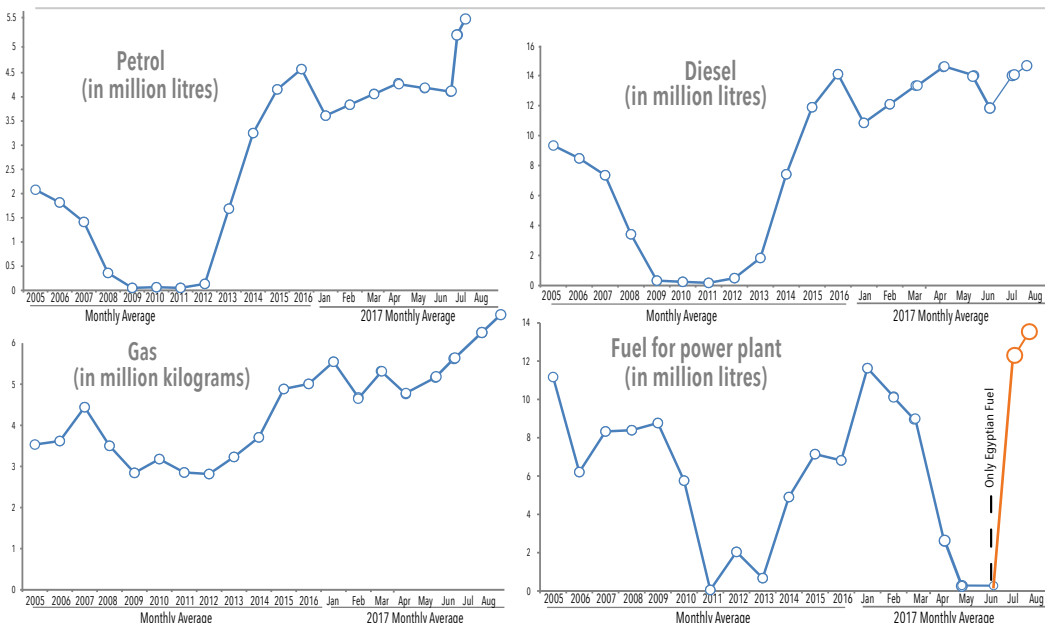 Petrol
(in million litres)
5.5
5
4.5
4
3.5
3
2.5
2
1.5
1
0.5
0
2005 2006 2007 2008 2009 2010 2011 2012 2013 2014 2015 2016 Jan Feb Mar Apr May Jun Jul Aug
Monthly Average 2017 Monthly Average
Diesel
(in million litres)
16
14
12
10
8
6
4
2
0
2005 2006 2007 2008 2009 2010 2011 2012 2013 2014 2015 2016 Jan Feb Mar Apr May Jun Jul Aug
Monthly Average 2017 Monthly Average
Gas
(in million kilograms)
6
5
4
3
2
1
0
2005 2006 2007 2008 2009 2010 2011 2012 2013 2014 2015 2016 Jan Feb Mar Apr May Jun Jul Aug
Monthly Average 2017 Monthly Average
Fuel for power plant
(in million litres)
14
12
10
8
6
4
2
0
Only Egyptian Fuel
2005 2006 2007 2008 2009 2010 2011 2012 2013 2014 2015 2016 Jan Feb Mar Apr May Jun Jul Aug
Monthly Average 2017 Monthly Average